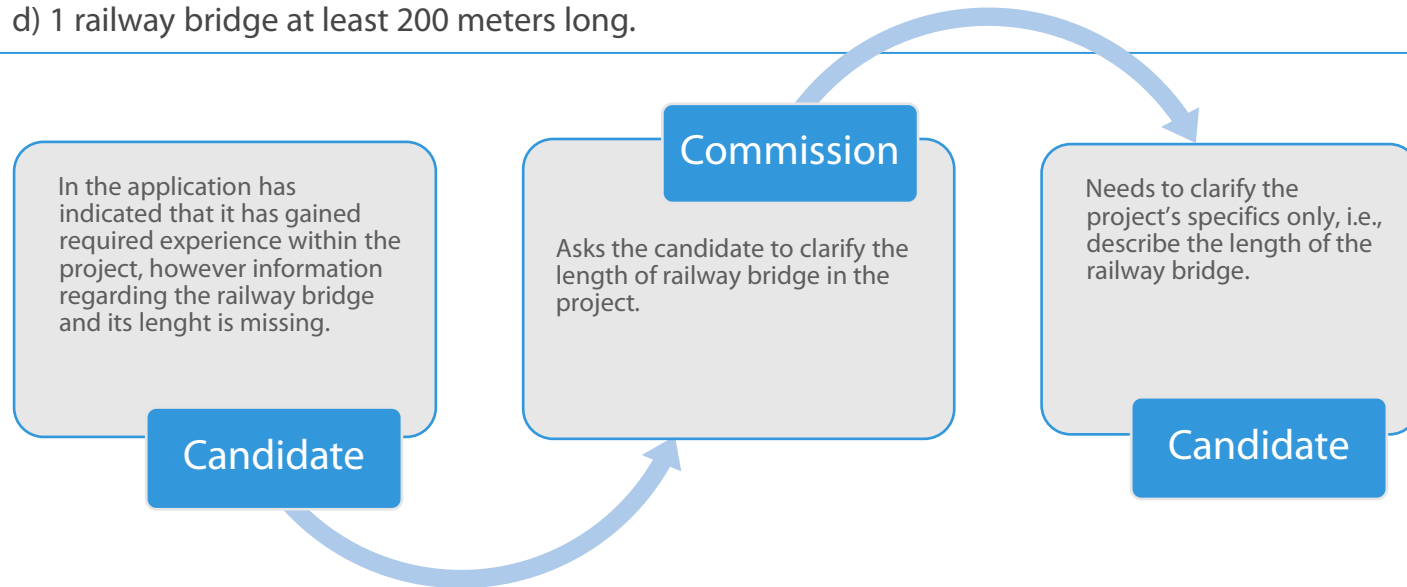 d) 1 railway bridge at least 200 meters long.
In the application has
indicated that it has gained
required experience within the
project, however information
regarding the railway bridge
and its lenght is missing.
Candidate
Commission
Asks the candidate to clarify the
length of railway bridge in the
project.
Needs to clarify the
project’s specifics only, i.e.,
describe the length of the
railway bridge.
Candidate